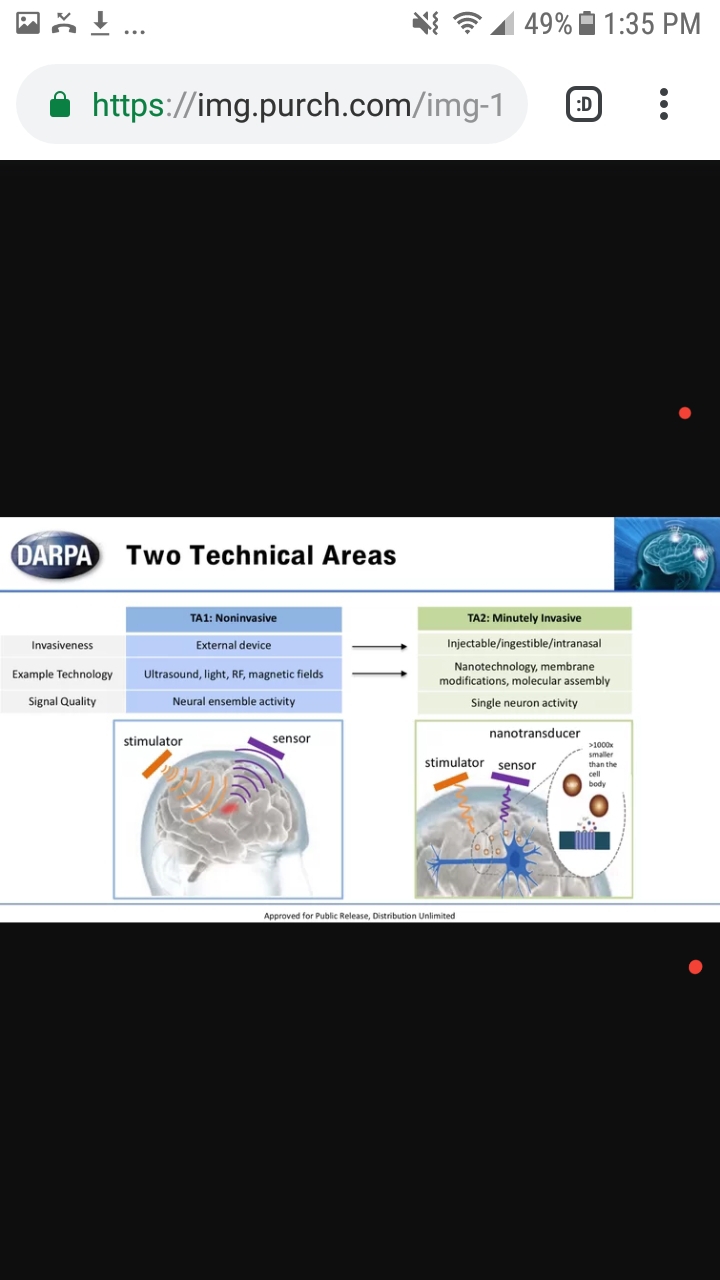 ... 49% 1:35 PM
https://img.purch.com/img-1
:D
DARPA Two Technical Areas
TA1: Noninvasive TA2: Minutely Invasive
Invasiveness External device Injectable/ingestible/intranasal
Example Technology Ultrasound, light, RF, magnetic fields Nanotechnology, membrane
modifications, molecular assembly
Signal Quality Neural ensemble activity Single neuron activity
stimulator sensor
nanotransducer
stimulator sensor
>1000x
smaller
than the
cell
body
Approved for Public Release, Distribution Unlimited